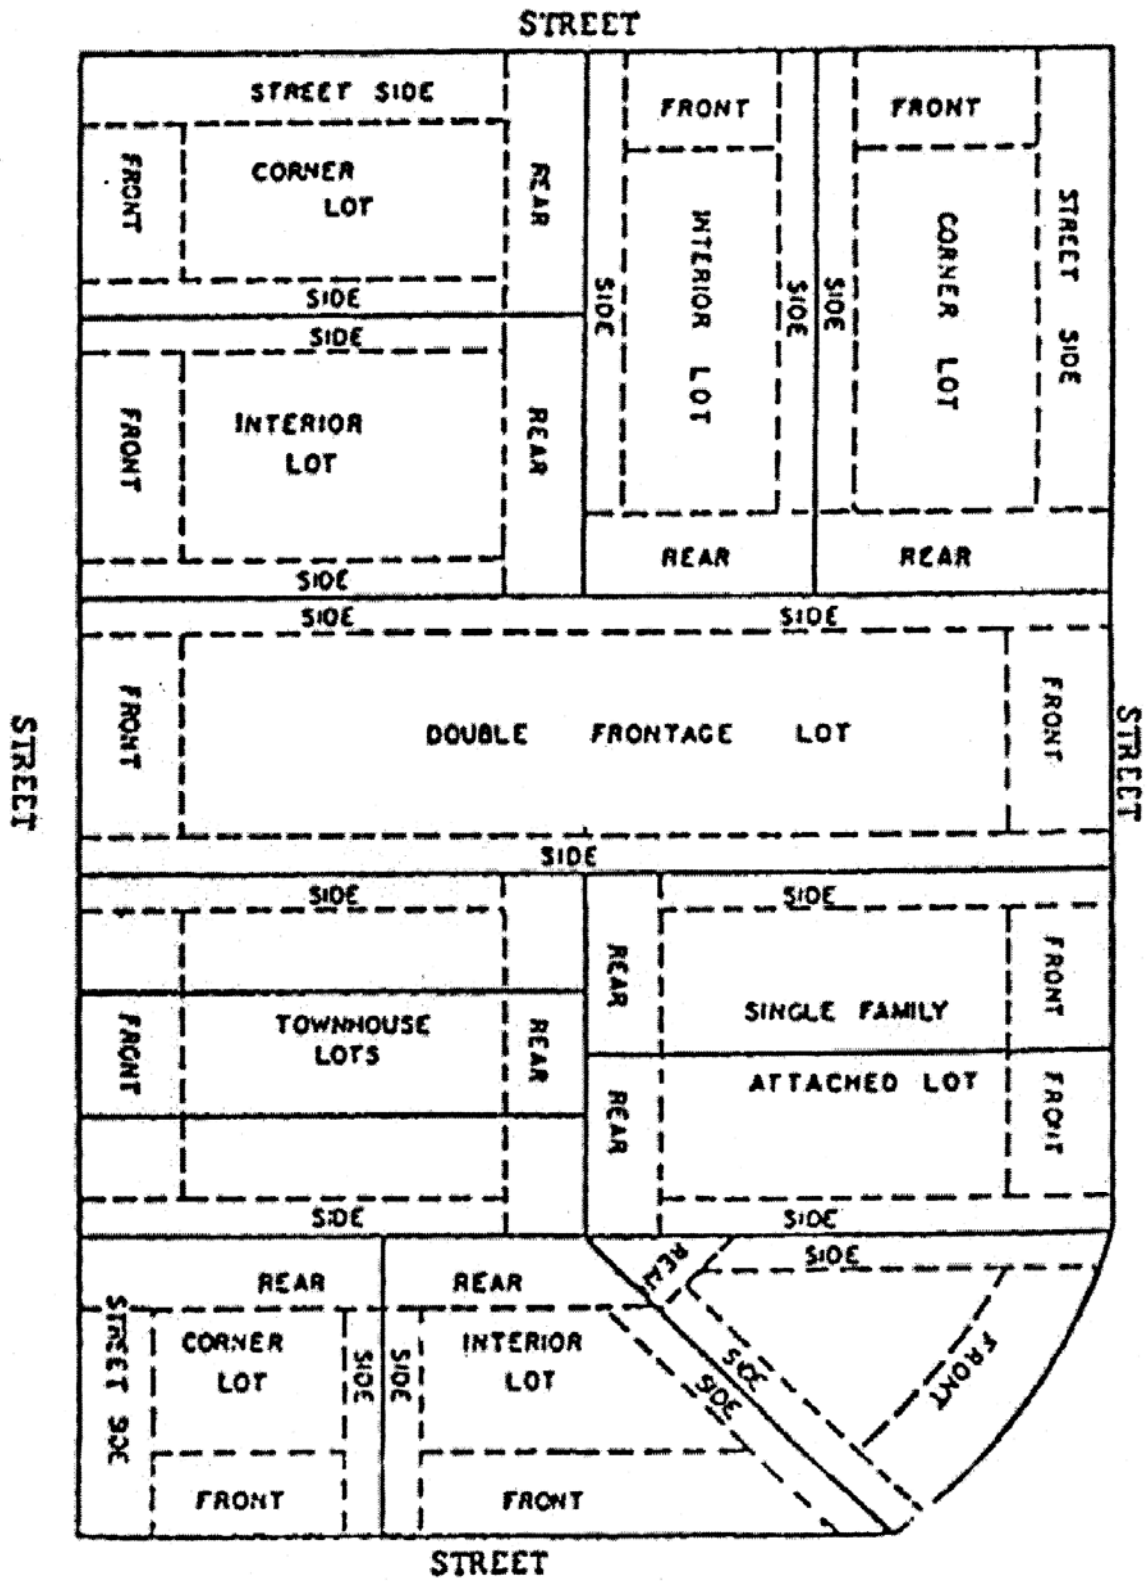 STREET
STREET SIDE
FRONT
CORNER
LOT
REAR
SIDE
FRONT
INTERIOR LOT
SIDE
SIDE
FRONT
CORNER LOT
SIDE
STREET SIDE
REAR
REAR
SIDE
FRONT
INTERIOR
LOT
REAR
SIDE
SIDE
SIDE
STREET
FRONT
DOUBLE FRONTAGE LOT
FRONT
STREET
SIDE
SIDE
FRONT
TOWNHOUSE
LOTS
REAR
SIDE
SIDE
REAR
SINGLE FAMILY
FRONT
REAR
ATTACHED LOT
FRONT
SIDE
STREET SIDE
REAR
CORNER
LOT
SIDE
FRONT
REAR
SIDE
INTERIOR
LOT
FRONT
SIDE
REAR
SIDE
SIDE
FRONT
STREET